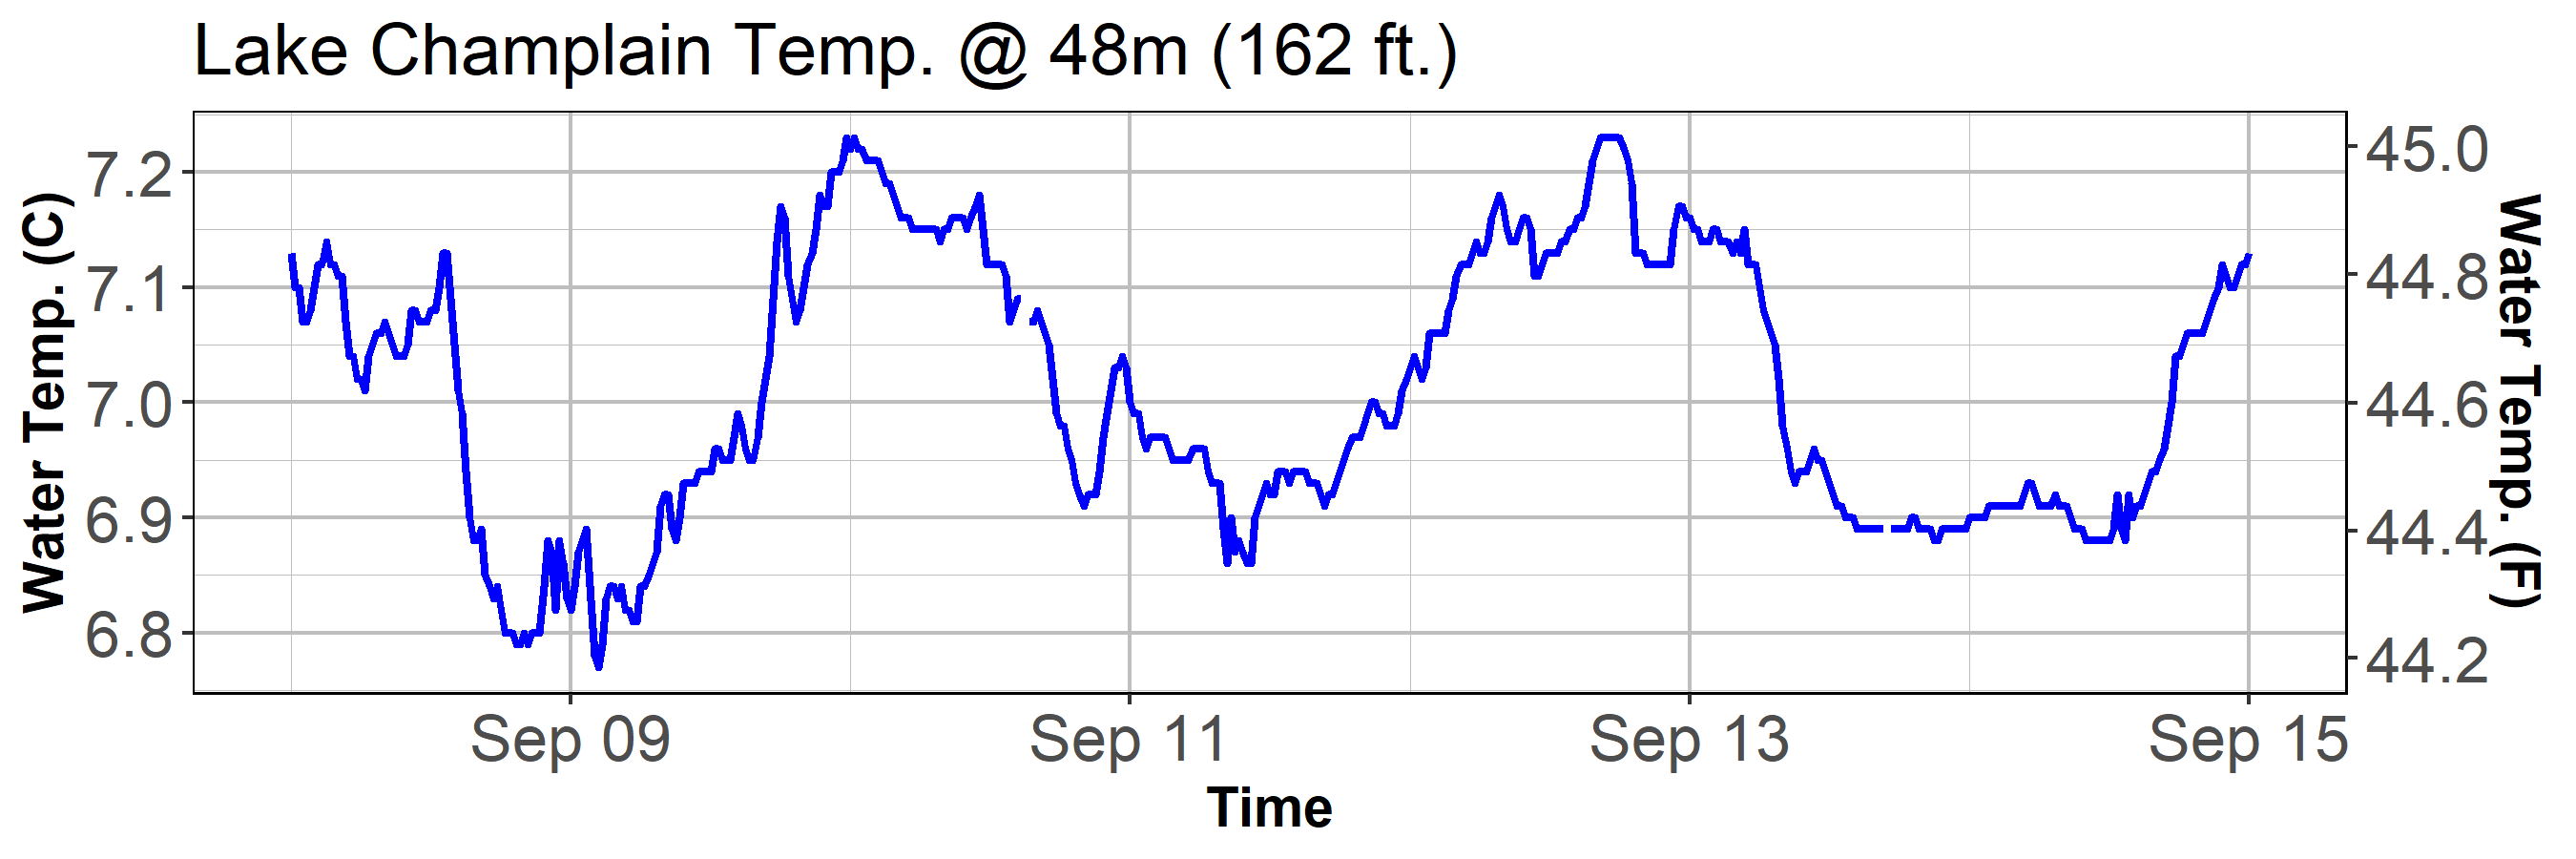 Lake Champlain Temp. @ 48m (162 ft.)
Water Temp. (C)
7.2
7.1
7.0
6.9
6.8
45.0
44.8
44.6
44.4
44.2
Water Temp. (F)
Sep 09
Sep 11
Sep 13
Sep 15
Time